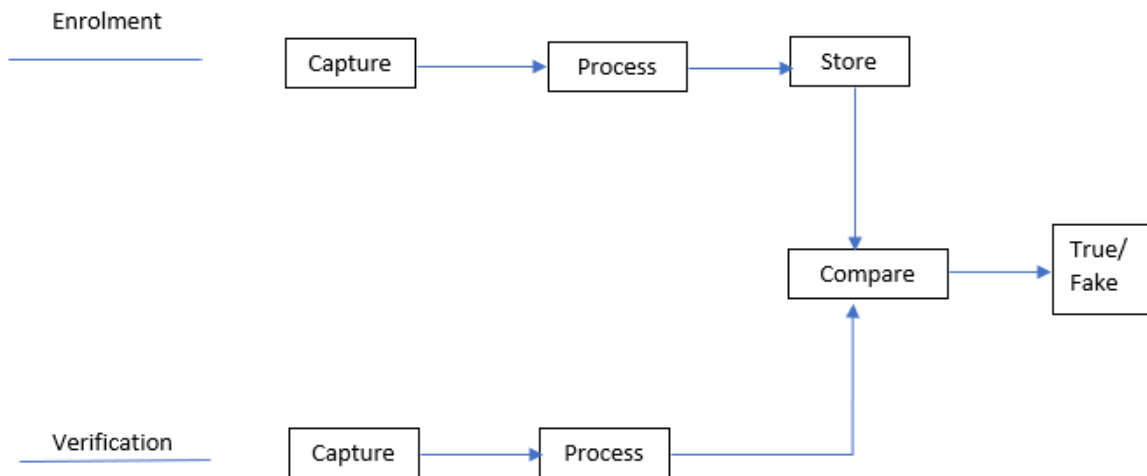 Enrolment
Capture
Process
Store
Compare
True/
Fake
Verification
Capture
Process